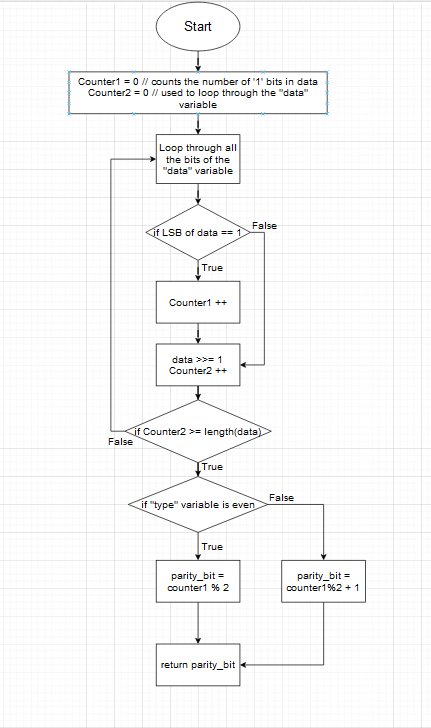 Start
Counter1 = 0 // counts the number of '1' bits in data
Counter2 = 0 // used to loop through the "data"
variable
Loop through all
the bits of the
"data" variable
if LSB of data == 1
False
True
Counter1 ++
data >>= 1
Counter2 ++
if Counter2 >= length(data)
False
True
if "type" variable is even
False
True
parity_bit =
counter1 % 2
parity_bit =
counter1%2 + 1
return parity_bit